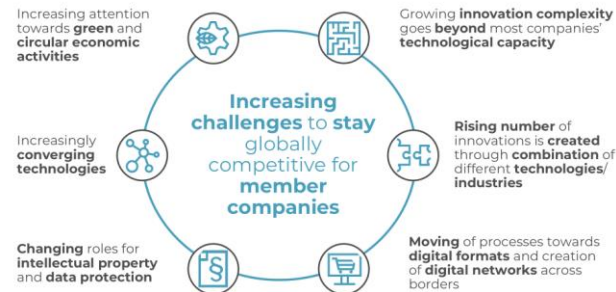 Increasing attention
towards green and
circular economic
activities
Growing innovation complexity
goes beyond most companies’
technological capacity
Increasing
challenges to stay
globally
competitive for
member
companies
Increasingly
converging
technologies
Rising number of
innovations is created
through combination of
different technologies/
industries
Changing roles for
intellectual property
and data protection
§
Moving of processes towards
digital formats and creation
of digital networks across
borders